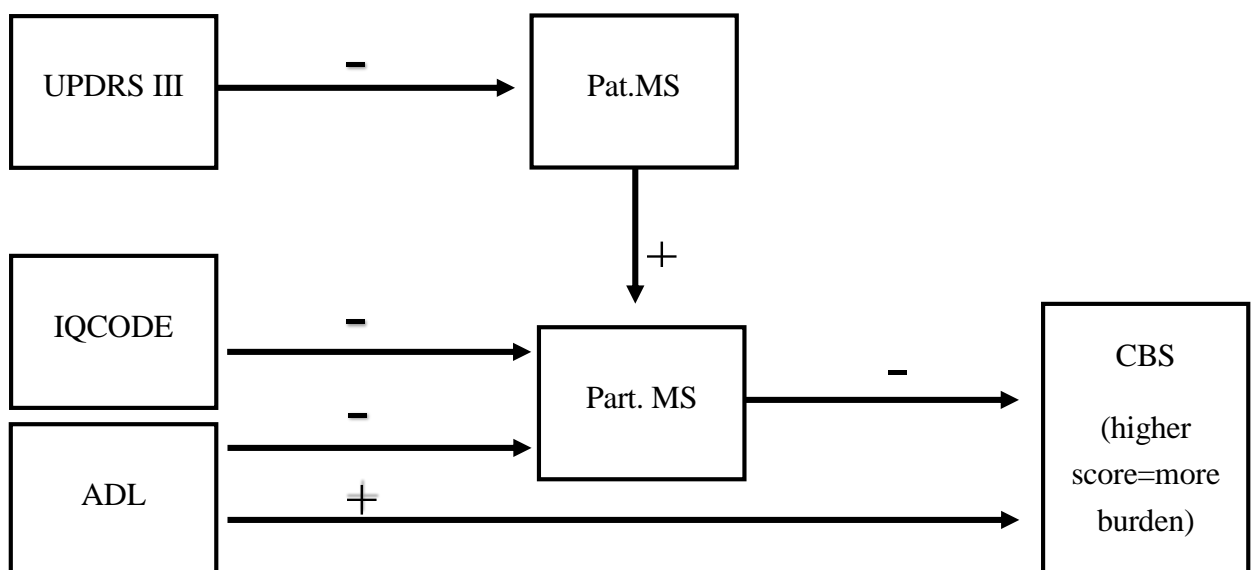 UPDRS III
-
Pat.MS
+
IQCODE
-
Part. MS
-
-
ADL
+
CBS
(higher
score=more
burden)